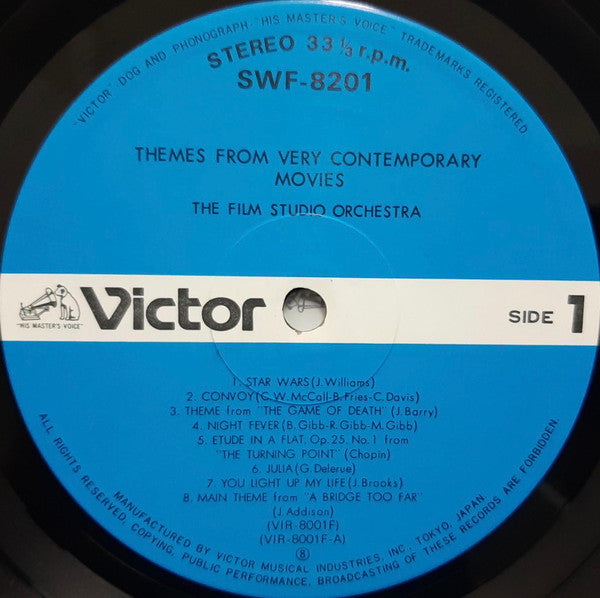 "VICTOR, DOG AND PHONOGRAPH, "HIS MASTER'S VOICE" TRADEMARKS REGISTERED
STEREO 33 1/3 r.p.m.
SWF-8201
THEMES FROM VERY CONTEMPORARY
MOVIES
THE FILM STUDIO ORCHESTRA
"HIS MASTER'S VOICE"
Victor
SIDE 1
1. STAR WARS (J. Williams)
2. CONVOY (C. W. McCall-B. Fries-C. Davis)
3. THEME from "THE GAME OF DEATH" (J. Barry)
4. NIGHT FEVER (B. Gibb-R. Gibb-M. Gibb)
5. ETUDE IN A FLAT, Op. 25, No. 1 from
"THE TURNING POINT" (Chopin)
6. JULIA (G. Delerue)
7. YOU LIGHT UP MY LIFE (J. Brooks)
8. MAIN THEME from "A BRIDGE TOO FAR"
(J. Addison)
(VIR-8001F)
(VIR-8001F-A)
⑧
MANUFACTURED BY VICTOR MUSICAL INDUSTRIES, INC., TOKYO, JAPAN.
ALL RIGHTS RESERVED, COPYING, PUBLIC PERFORMANCE, BROADCASTING OF THESE RECORDS ARE FORBIDDEN.